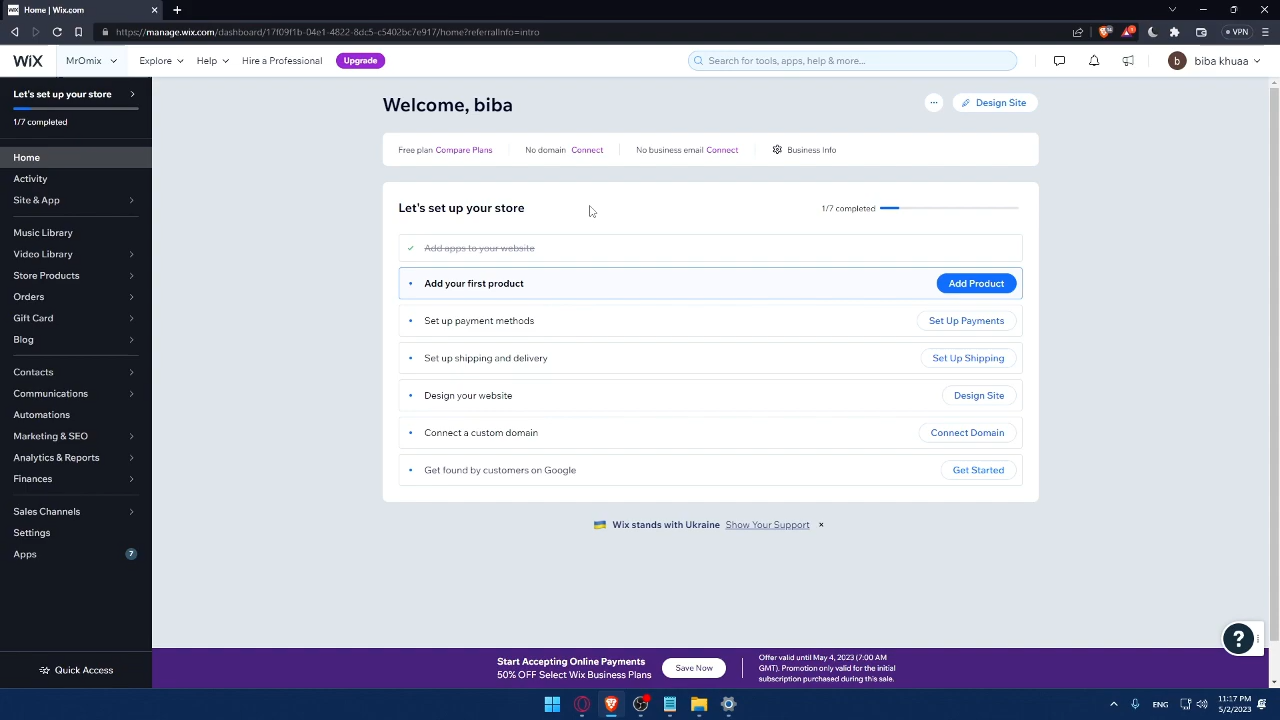 Home | Wix.com
https://manage.wix.com/dashboard/17f09f1b-04e1-4822-8dc5-c5402bc7e917/home?referralInfo=intro
VPN
WiX
MrOmix
Explore
Help
Hire a Professional
Upgrade
Search for tools, apps, help & more...
b
biba khuaa
Let's set up your store
1/7 completed
Home
Activity
Site & App
Music Library
Video Library
Store Products
Orders
Gift Card
Blog
Contacts
Communications
Automations
Marketing & SEO
Analytics & Reports
Finances
Sales Channels
Settings
Apps
7
Quick Access
Welcome, biba
Design Site
Free plan Compare Plans
No domain Connect
No business email Connect
Business Info
Let's set up your store
1/7 completed
Add apps to your website
Add your first product
Add Product
Set up payment methods
Set Up Payments
Set up shipping and delivery
Set Up Shipping
Design your website
Design Site
Connect a custom domain
Connect Domain
Get found by customers on Google
Get Started
Wix stands with Ukraine Show Your Support
?
Start Accepting Online Payments
50% OFF Select Wix Business Plans
Save Now
Offer valid until May 4, 2023 (7:00 AM
GMT). Promotion only valid for the initial
subscription purchased during this sale.
ENG
11:17 PM
5/2/2023